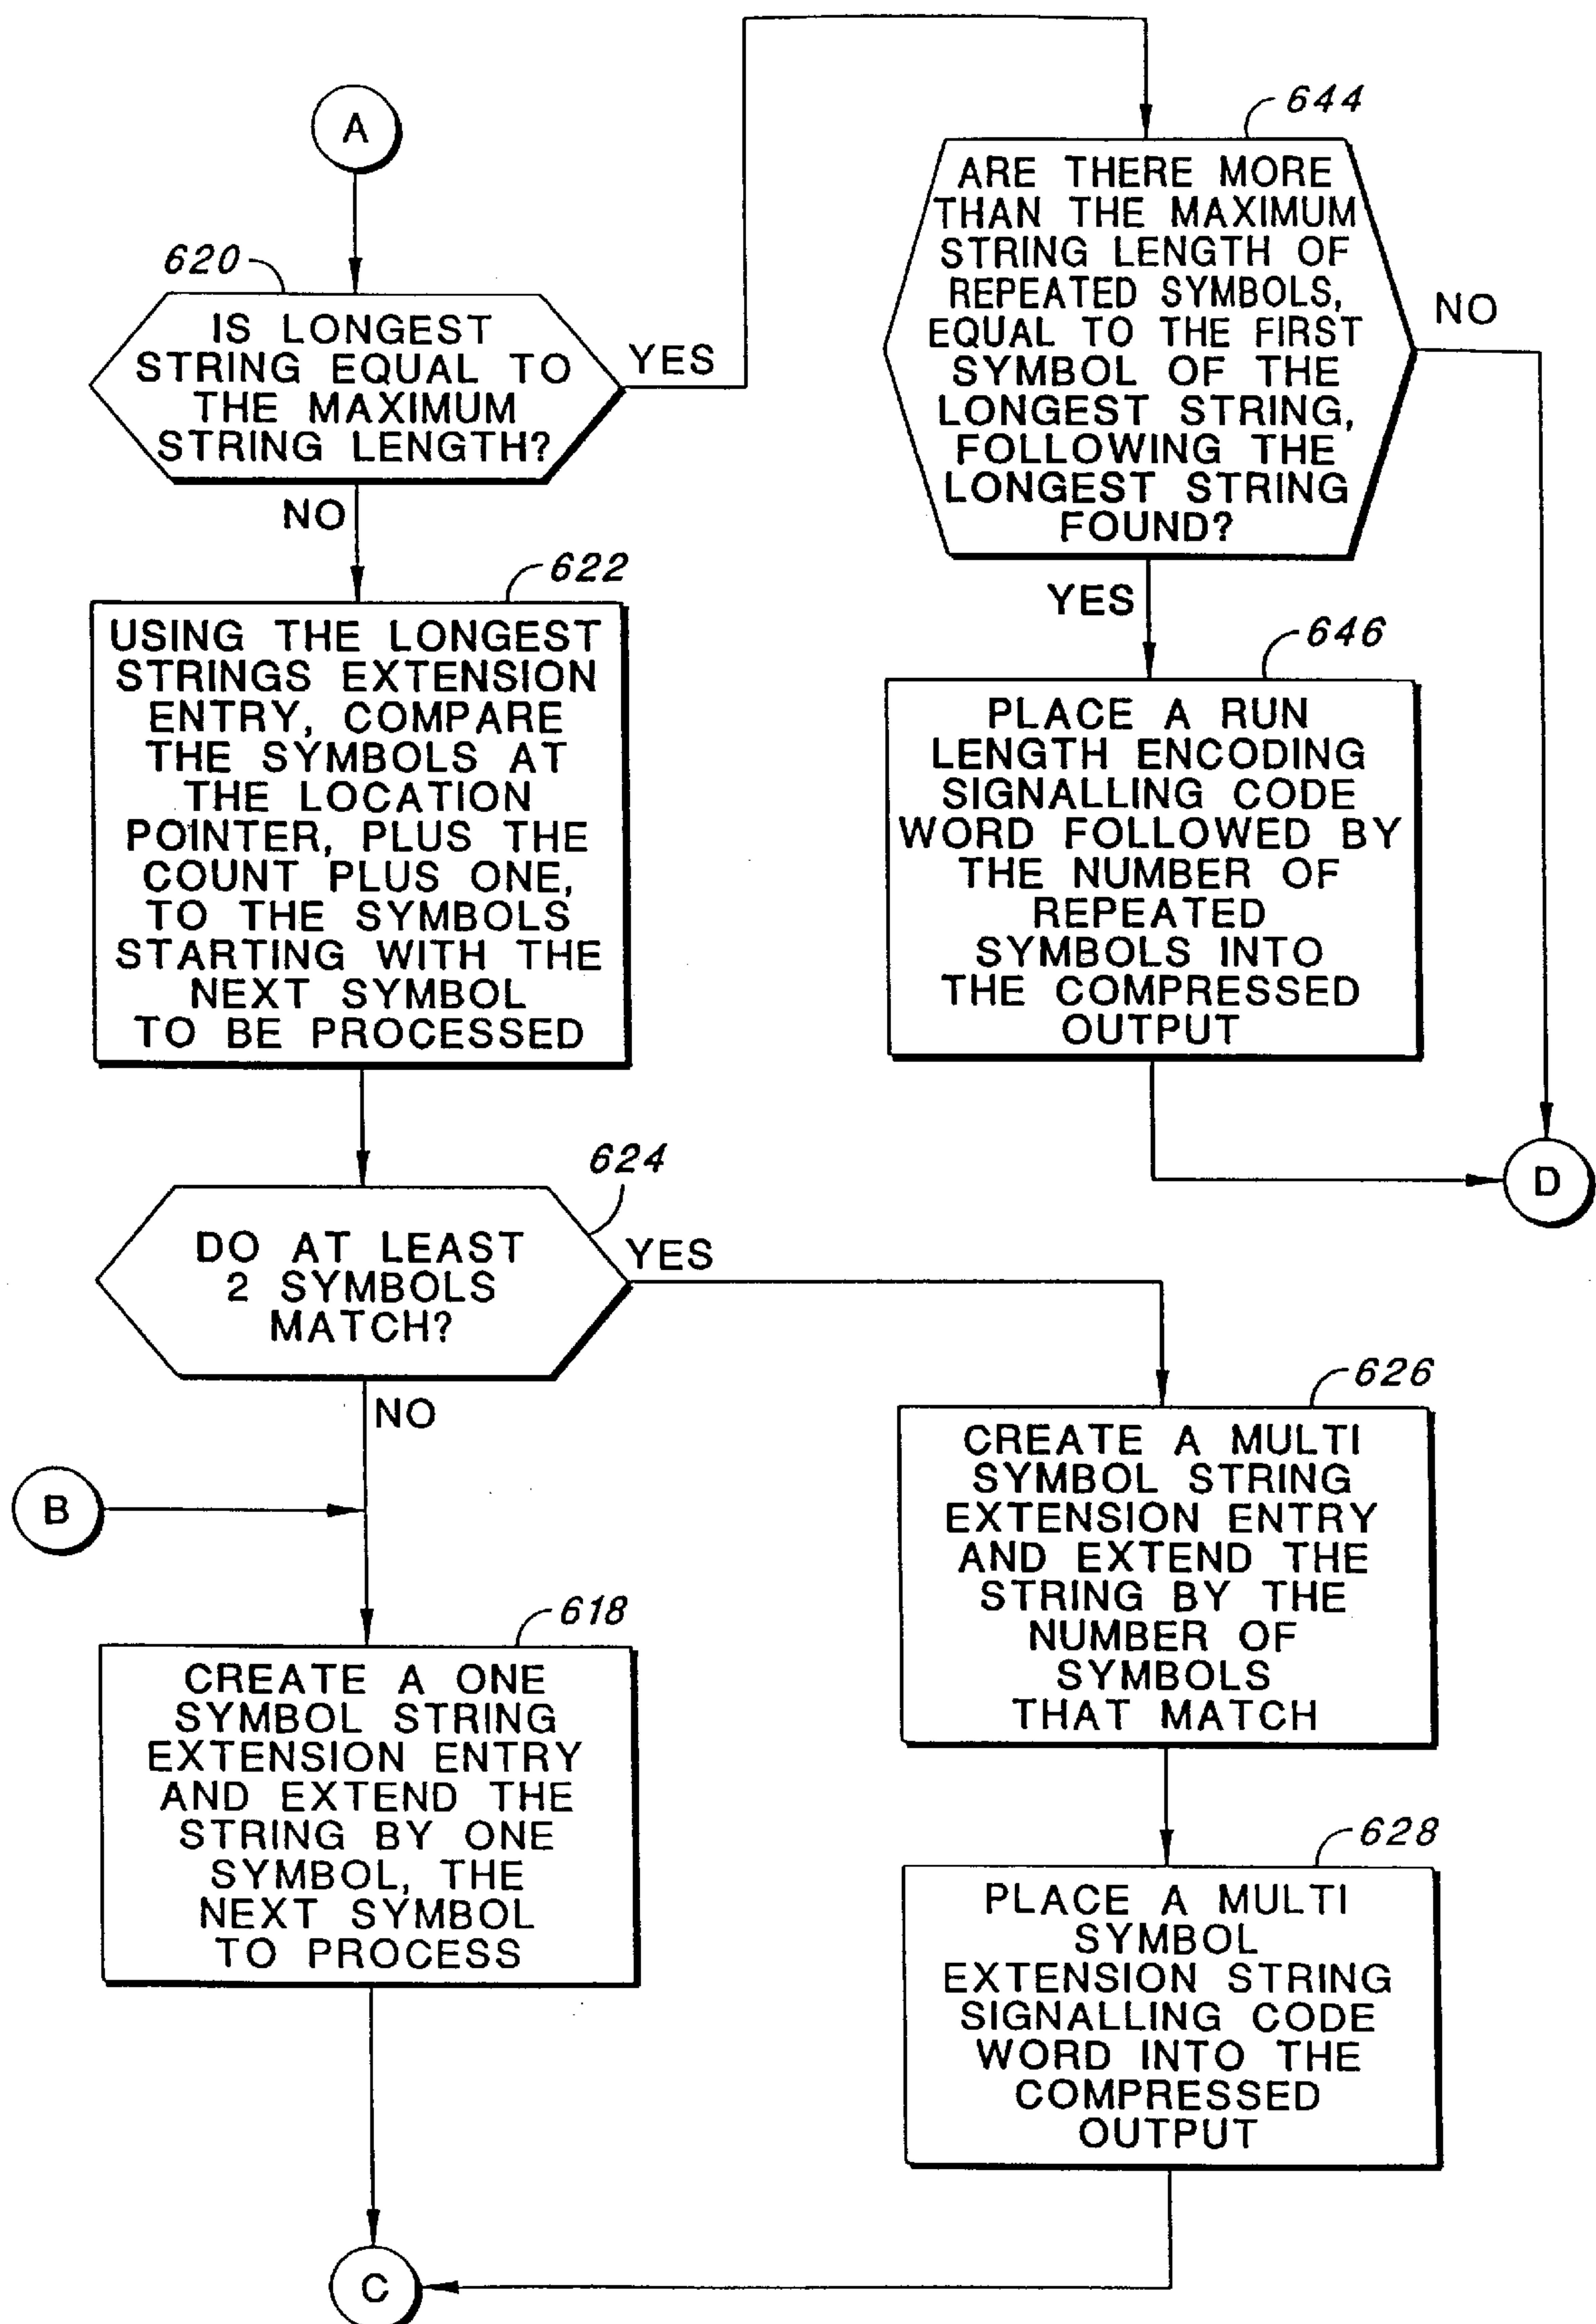 A
620
IS LONGEST
STRING EQUAL TO
THE MAXIMUM
STRING LENGTH?
YES
NO
644
ARE THERE MORE
THAN THE MAXIMUM
STRING LENGTH OF
REPEATED SYMBOLS,
EQUAL TO THE FIRST
SYMBOL OF THE
LONGEST STRING,
FOLLOWING THE
LONGEST STRING
FOUND?
NO
YES
622
USING THE LONGEST
STRINGS EXTENSION
ENTRY, COMPARE
THE SYMBOLS AT
THE LOCATION
POINTER, PLUS THE
COUNT PLUS ONE,
TO THE SYMBOLS
STARTING WITH THE
NEXT SYMBOL
TO BE PROCESSED
646
PLACE A RUN
LENGTH ENCODING
SIGNALLING CODE
WORD FOLLOWED BY
THE NUMBER OF
REPEATED
SYMBOLS INTO
THE COMPRESSED
OUTPUT
D
624
DO AT LEAST
2 SYMBOLS
MATCH?
YES
NO
B
626
CREATE A MULTI
SYMBOL STRING
EXTENSION ENTRY
AND EXTEND THE
STRING BY THE
NUMBER OF
SYMBOLS
THAT MATCH
618
CREATE A ONE
SYMBOL STRING
EXTENSION ENTRY
AND EXTEND THE
STRING BY ONE
SYMBOL, THE
NEXT SYMBOL
TO PROCESS
628
PLACE A MULTI
SYMBOL
EXTENSION STRING
SIGNALLING CODE
WORD INTO THE
COMPRESSED
OUTPUT
C